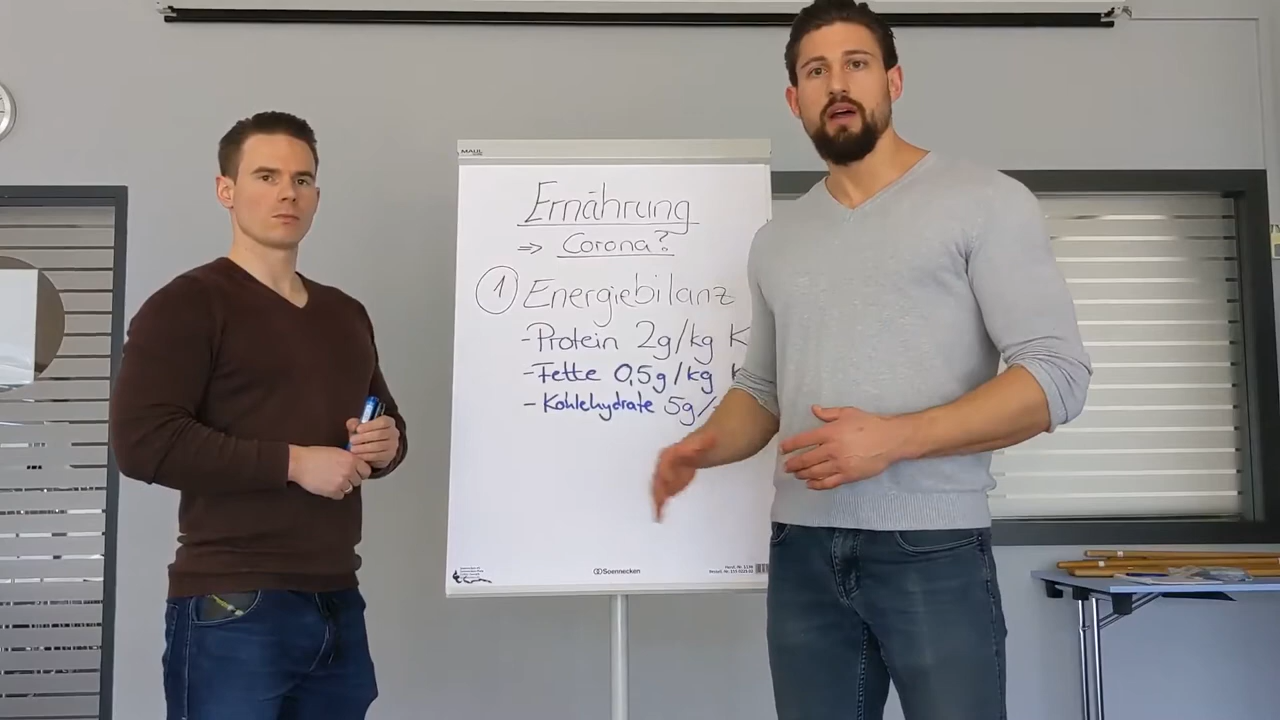 MAUL
Ernährung
⇒ Corona?
① Energiebilanz
- Protein 2g/kg K
- Fette 0,5g/kg K
- Kohlehydrate 5g/
Soennecken